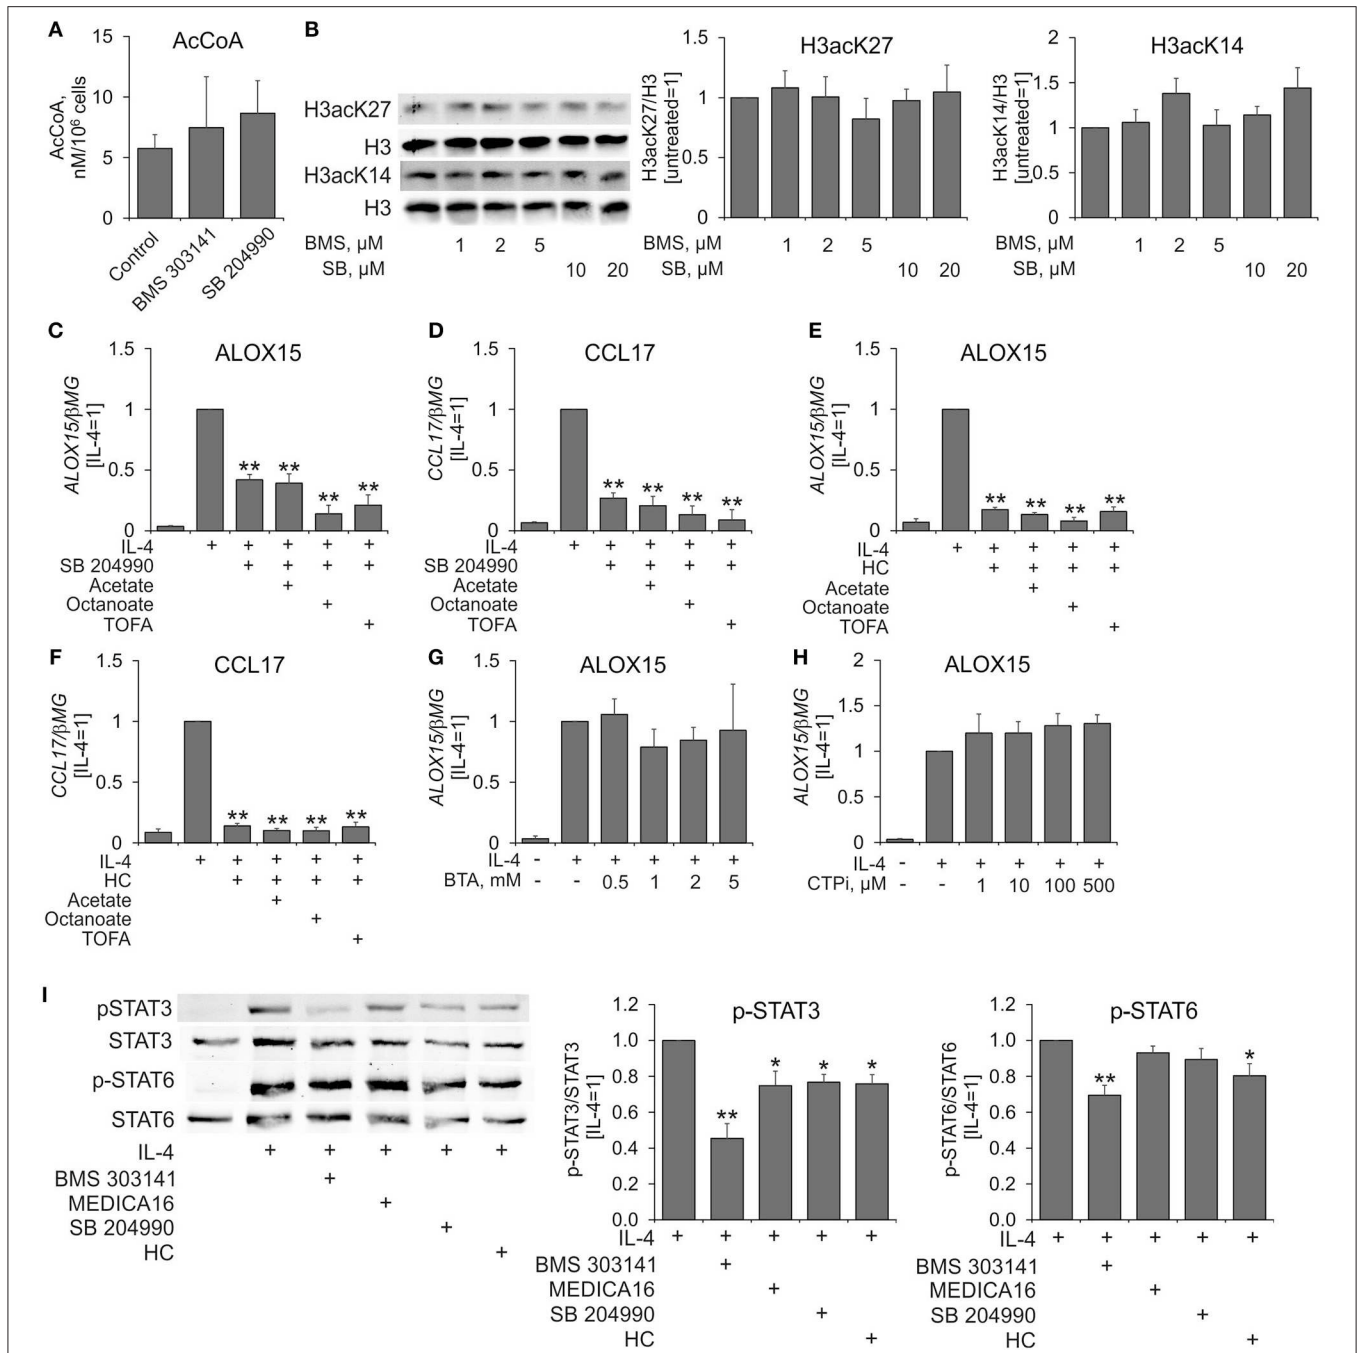 A
AcCoA
AcCoA,
nM/10⁶ cells
15
10
5
0
Control
BMS 303141
SB 204990
B
H3acK27
H3
H3acK14
H3
BMS, µM 1 2 5
SB, µM 10 20
H3acK27
H3acK27/H3
[untreated=1]
1.5
1
0.5
0
BMS, µM 1 2 5
SB, µM 10 20
H3acK14
H3acK14/H3
[untreated=1]
2
1.5
1
0.5
0
BMS, µM 1 2 5
SB, µM 10 20
C
ALOX15
ALOX15/βMG
[IL-4=1]
1.5
1
0.5
0
** ** ** **
IL-4 + + + + +
SB 204990 + + + +
Acetate +
Octanoate +
TOFA +
D
CCL17
CCL17/βMG
[IL-4=1]
1.5
1
0.5
0
** ** ** **
IL-4 + + + + +
SB 204990 + + + +
Acetate +
Octanoate +
TOFA +
E
ALOX15
ALOX15/βMG
[IL-4=1]
1.5
1
0.5
0
** ** ** **
IL-4 + + + + +
HC + + + +
Acetate +
Octanoate +
TOFA +
F
CCL17
CCL17/βMG
[IL-4=1]
1.5
1
0.5
0
** ** ** **
IL-4 + + + + +
HC + + + +
Acetate +
Octanoate +
TOFA +
G
ALOX15
ALOX15/βMG
[IL-4=1]
1.5
1
0.5
0
IL-4 - + + + + +
BTA, mM - - 0.5 1 2 5
H
ALOX15
ALOX15/βMG
[IL-4=1]
2
1.5
1
0.5
0
IL-4 - + + + + +
CTPi, µM - - 1 10 100 500
I
pSTAT3
STAT3
p-STAT6
STAT6
IL-4 + + + + +
BMS 303141 +
MEDICA16 +
SB 204990 +
HC +
p-STAT3
p-STAT3/STAT3
[IL-4=1]
1.2
1.0
0.8
0.6
0.4
0.2
0.0
** * * *
IL-4 + + + + +
BMS 303141 +
MEDICA16 +
SB 204990 +
HC +
p-STAT6
p-STAT6/STAT6
[IL-4=1]
1.2
1.0
0.8
0.6
0.4
0.2
0.0
** *
IL-4 + + + + +
BMS 303141 +
MEDICA16 +
SB 204990 +
HC +